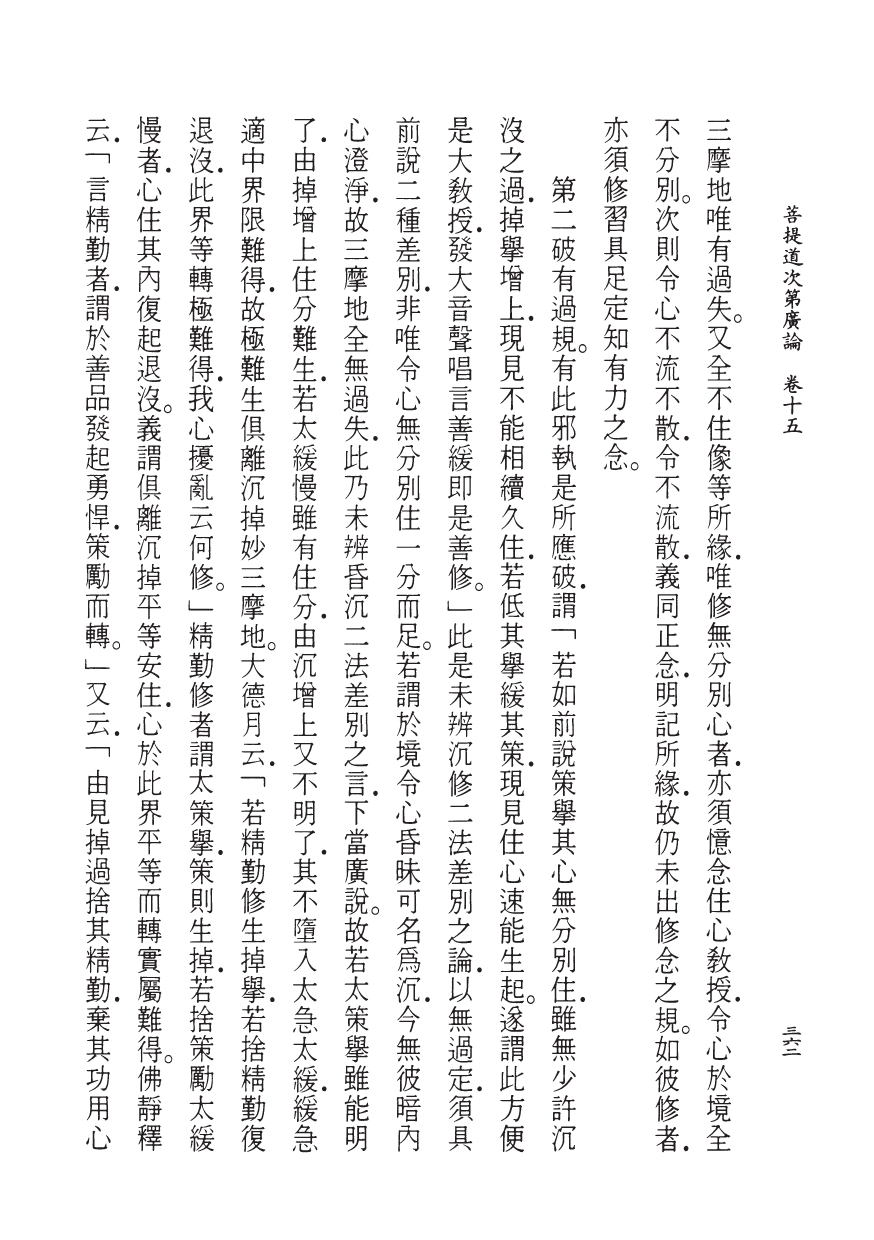 菩提道次第廣論　卷十五
三六二
三摩地唯有過失。又全不住像等所緣．唯修無分別心者．亦須憶念住心教授．令心於境全
不分別。次則令心不流不散．令不流散．義同正念．明記所緣．故仍未出修念之規。如彼修者．
亦須修習具足定知有力之念。
第二破有過規。有此邪執是所應破．謂「若如前說策舉其心無分別住．雖無少許沉
沒之過．掉舉增上．現見不能相續久住．若低其舉緩其策．現見住心速能生起。遂謂此方便
是大教授．發大音聲唱言善緩即是善修。」此是未辨沉修二法差別之論．以無過定．須具
前說二種差別．非唯令心無分別住一分而足。若謂於境令心昏昧可名為沉．今無彼暗內
心澄淨．故三摩地全無過失．此乃未辨昏沉二法差別之言．下當廣說。故若太策舉雖能明
了．由掉增上住分難生．若太緩慢雖有住分．由沉增上又不明了．其不墮入太急太緩．緩急
適中界限難得．故極難生俱離沉掉妙三摩地。大德月云．「若精勤修生掉舉．若捨精勤復
退沒．此界等轉極難得．我心擾亂云何修。」精勤修者謂太策舉．策則生掉．若捨策勵太緩
慢者．心住其內復起退沒。義謂俱離沉掉平等安住．心於此界平等而轉實屬難得。佛靜釋
云．「言精勤者．謂於善品發起勇悍．策勵而轉。」又云．「由見掉過捨其精勤．棄其功用心